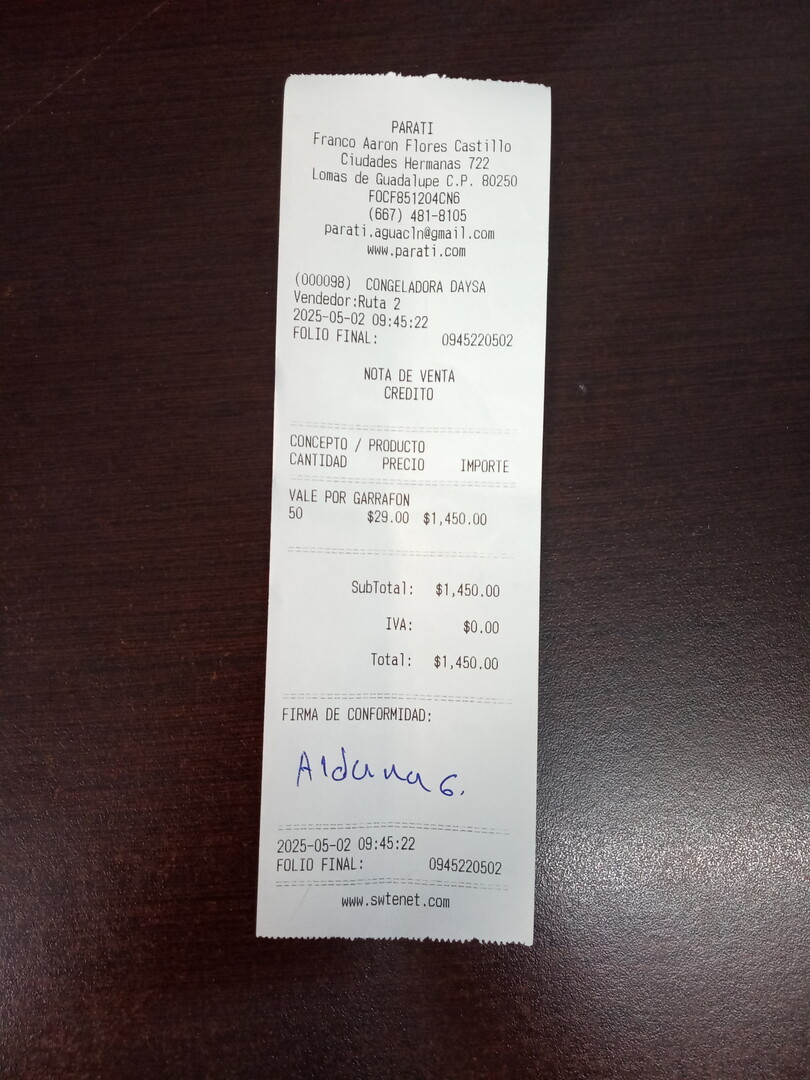 PARATI
Franco Aaron Flores Castillo
Ciudades Hermanas 722
Lomas de Guadalupe C.P. 80250
FOCF851204CN6
(667) 481-8105
parati.aguacln@gmail.com
www.parati.com
(000098) CONGELADORA DAYSA
Vendedor:Ruta 2
2025-05-02 09:45:22
FOLIO FINAL: 0945220502
NOTA DE VENTA
CREDITO
CONCEPTO / PRODUCTO
CANTIDAD PRECIO IMPORTE
VALE POR GARRAFON
50 $29.00 $1,450.00
SubTotal: $1,450.00
IVA: $0.00
Total: $1,450.00
FIRMA DE CONFORMIDAD:
Aldana G.
2025-05-02 09:45:22
FOLIO FINAL: 0945220502
www.swtenet.com